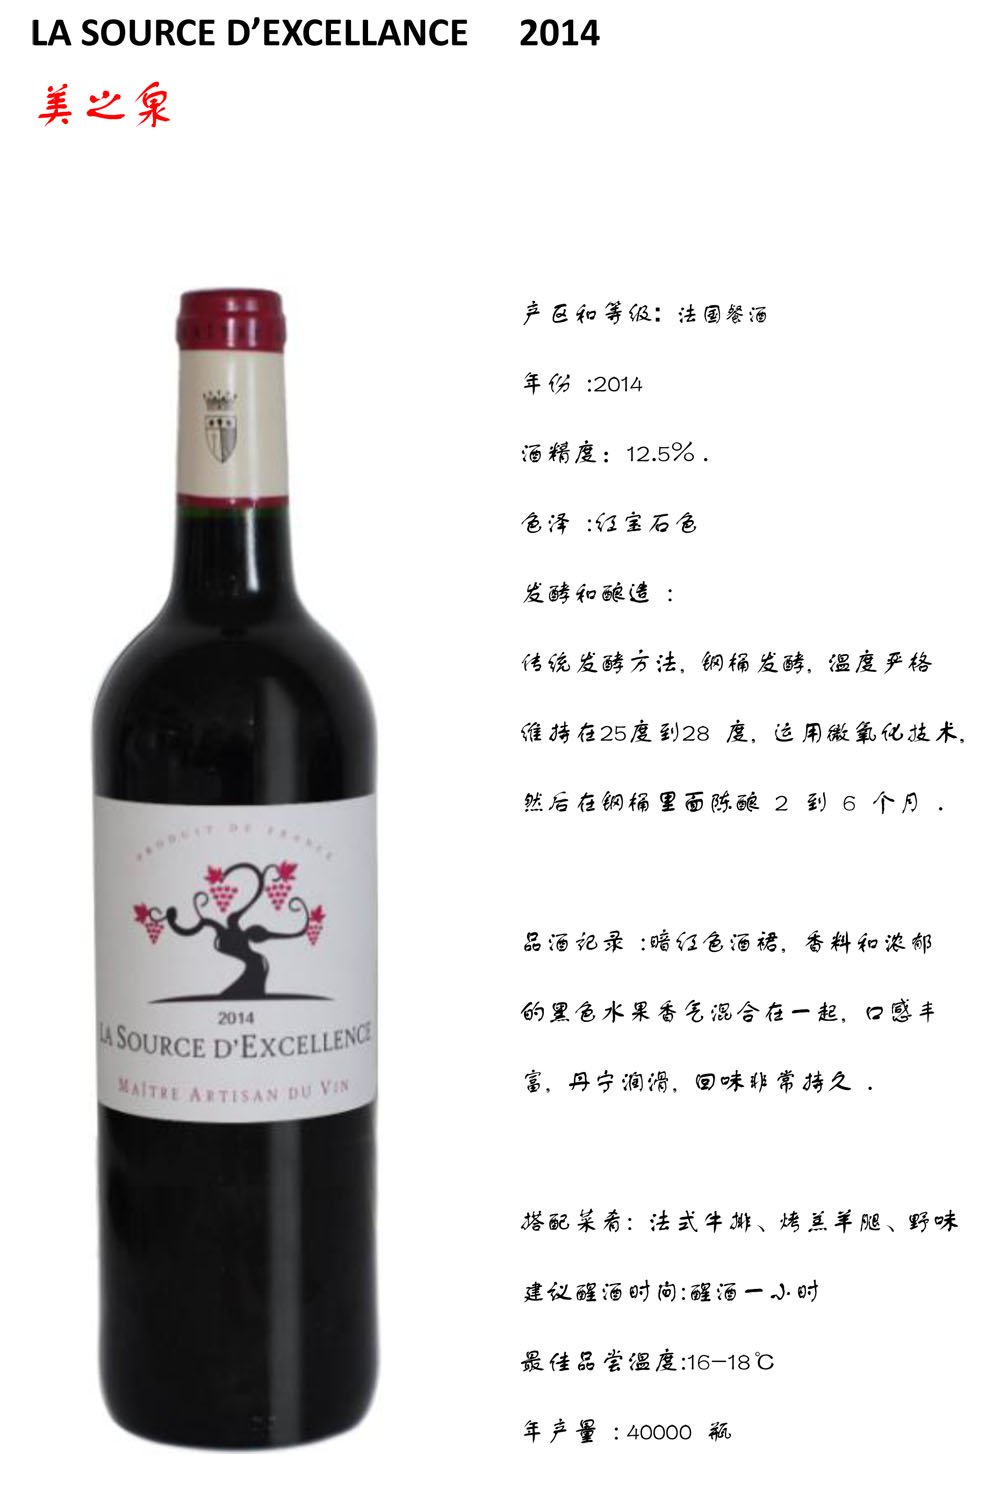 LA SOURCE D’EXCELLANCE 2014
美之泉
产区和等级: 法国餐酒
年份 :2014
酒精度: 12.5% .
色泽 :红宝石色
发酵和酿造 :
传统发酵方法, 钢桶发酵, 温度严格
维持在25度到28 度, 运用微氧化技术,
然后在钢桶里面陈酿 2 到 6 个月 .
品酒记录 :暗红色酒裙, 香料和浓郁
的黑色水果香气混合在一起, 口感丰
富, 丹宁润滑, 回味非常持久 .
搭配菜肴: 法式牛排、烤羔羊腿、野味
建议醒酒时间:醒酒一小时
最佳品尝温度:16-18℃
年产量 : 40000 瓶
PRODUIT DE FRANCE
2014
LA SOURCE D'EXCELLENCE
MAÎTRE ARTISAN DU VIN